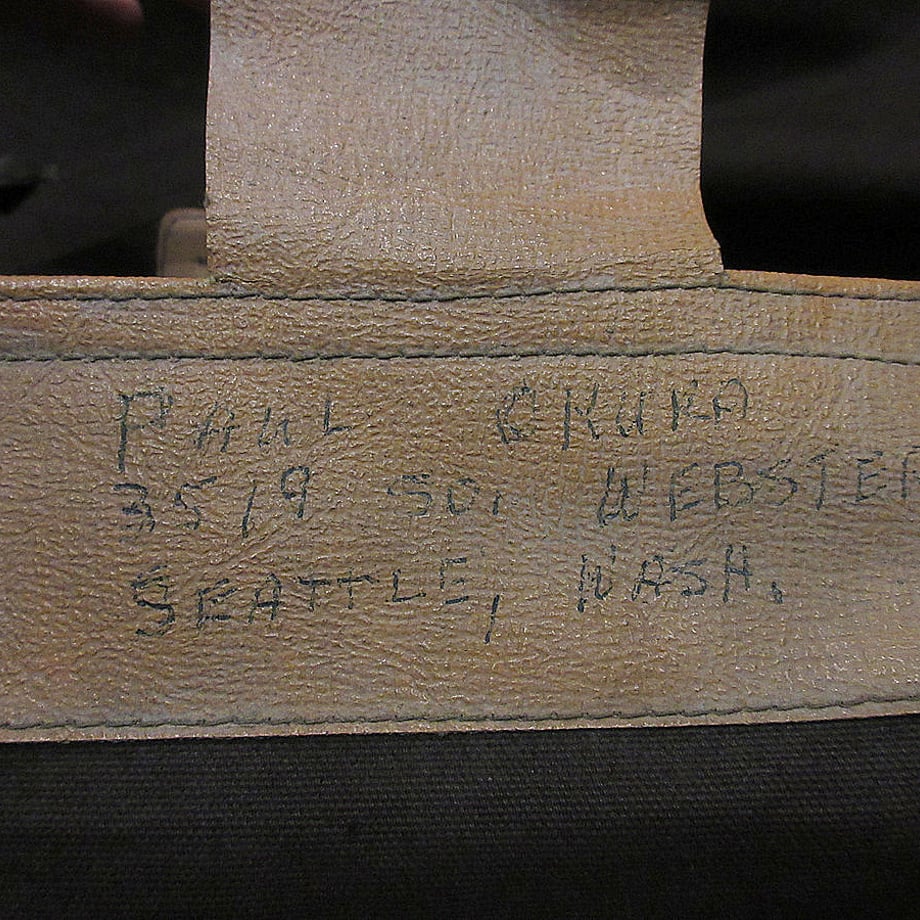 PAUL
3519 SO. WEBSTER
SEATTLE, WASH.